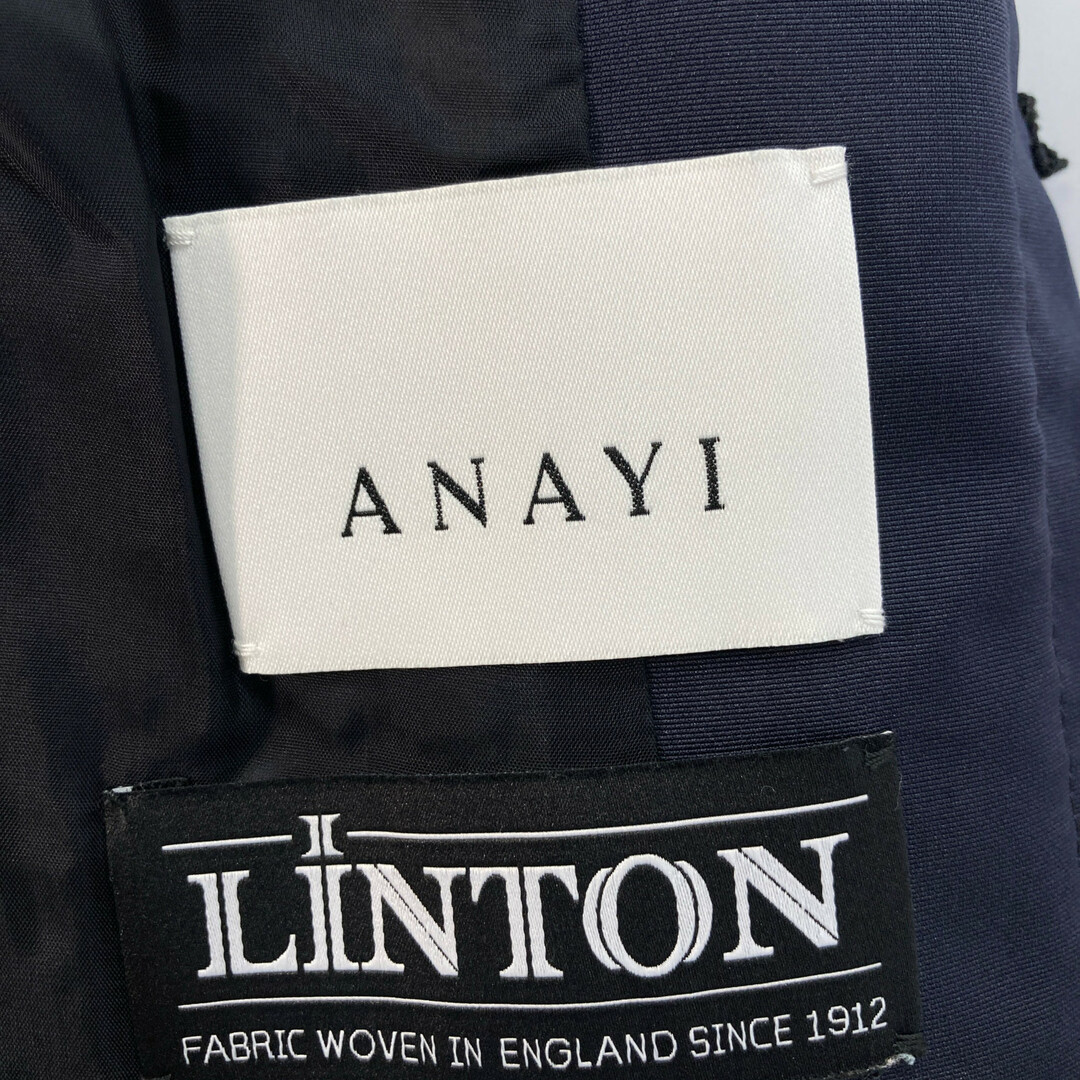 ANAYI
LINTON
FABRIC WOVEN IN ENGLAND SINCE 1912